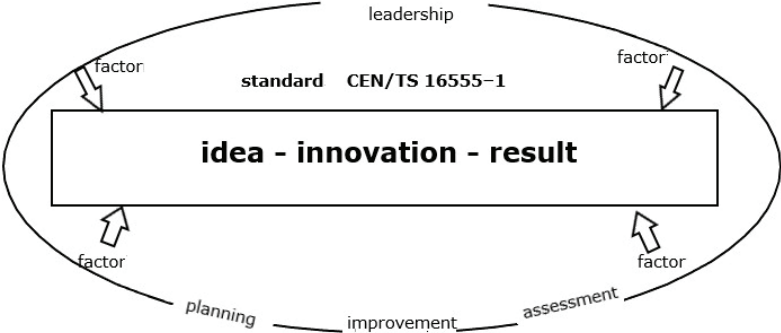 leadership
factor
factor
standard CEN/TS 16555–1
idea - innovation - result
factor
factor
planning
improvement
assessment